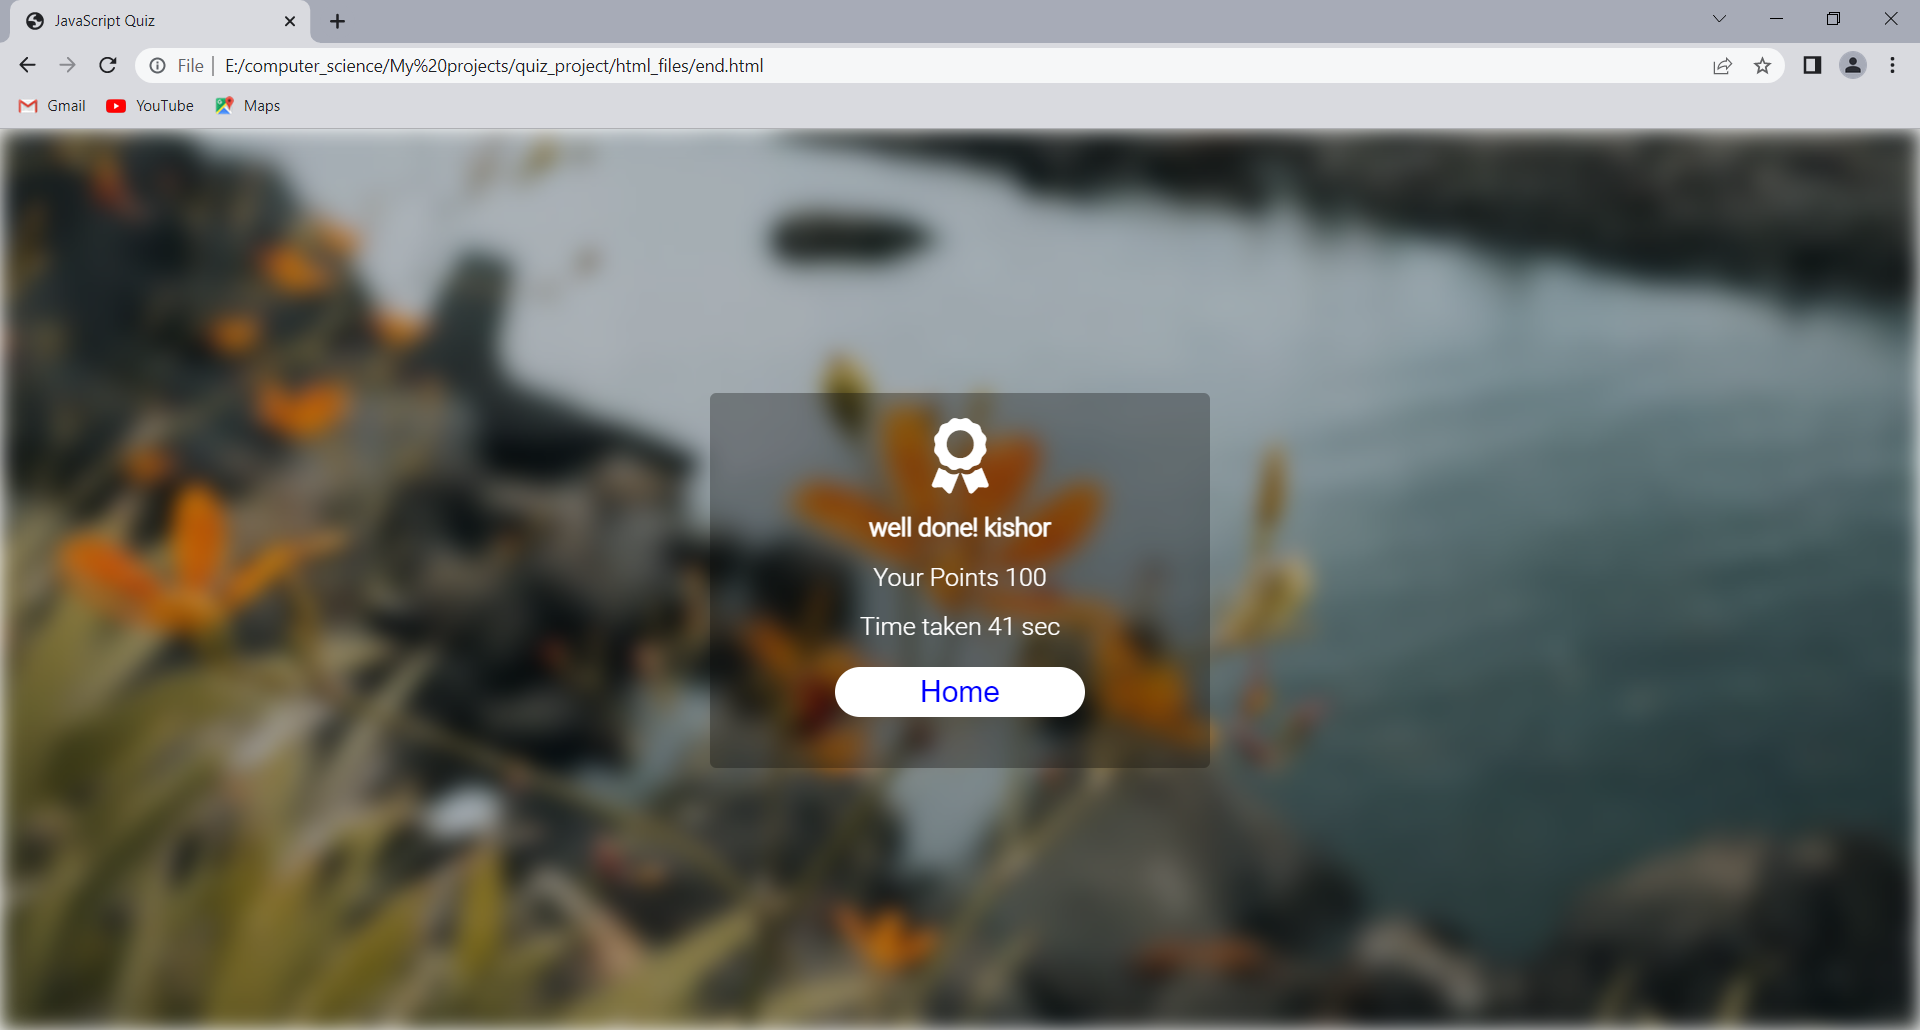 JavaScript Quiz
File | E:/computer_science/My%20projects/quiz_project/html_files/end.html
Gmail YouTube Maps
well done! kishor
Your Points 100
Time taken 41 sec
Home